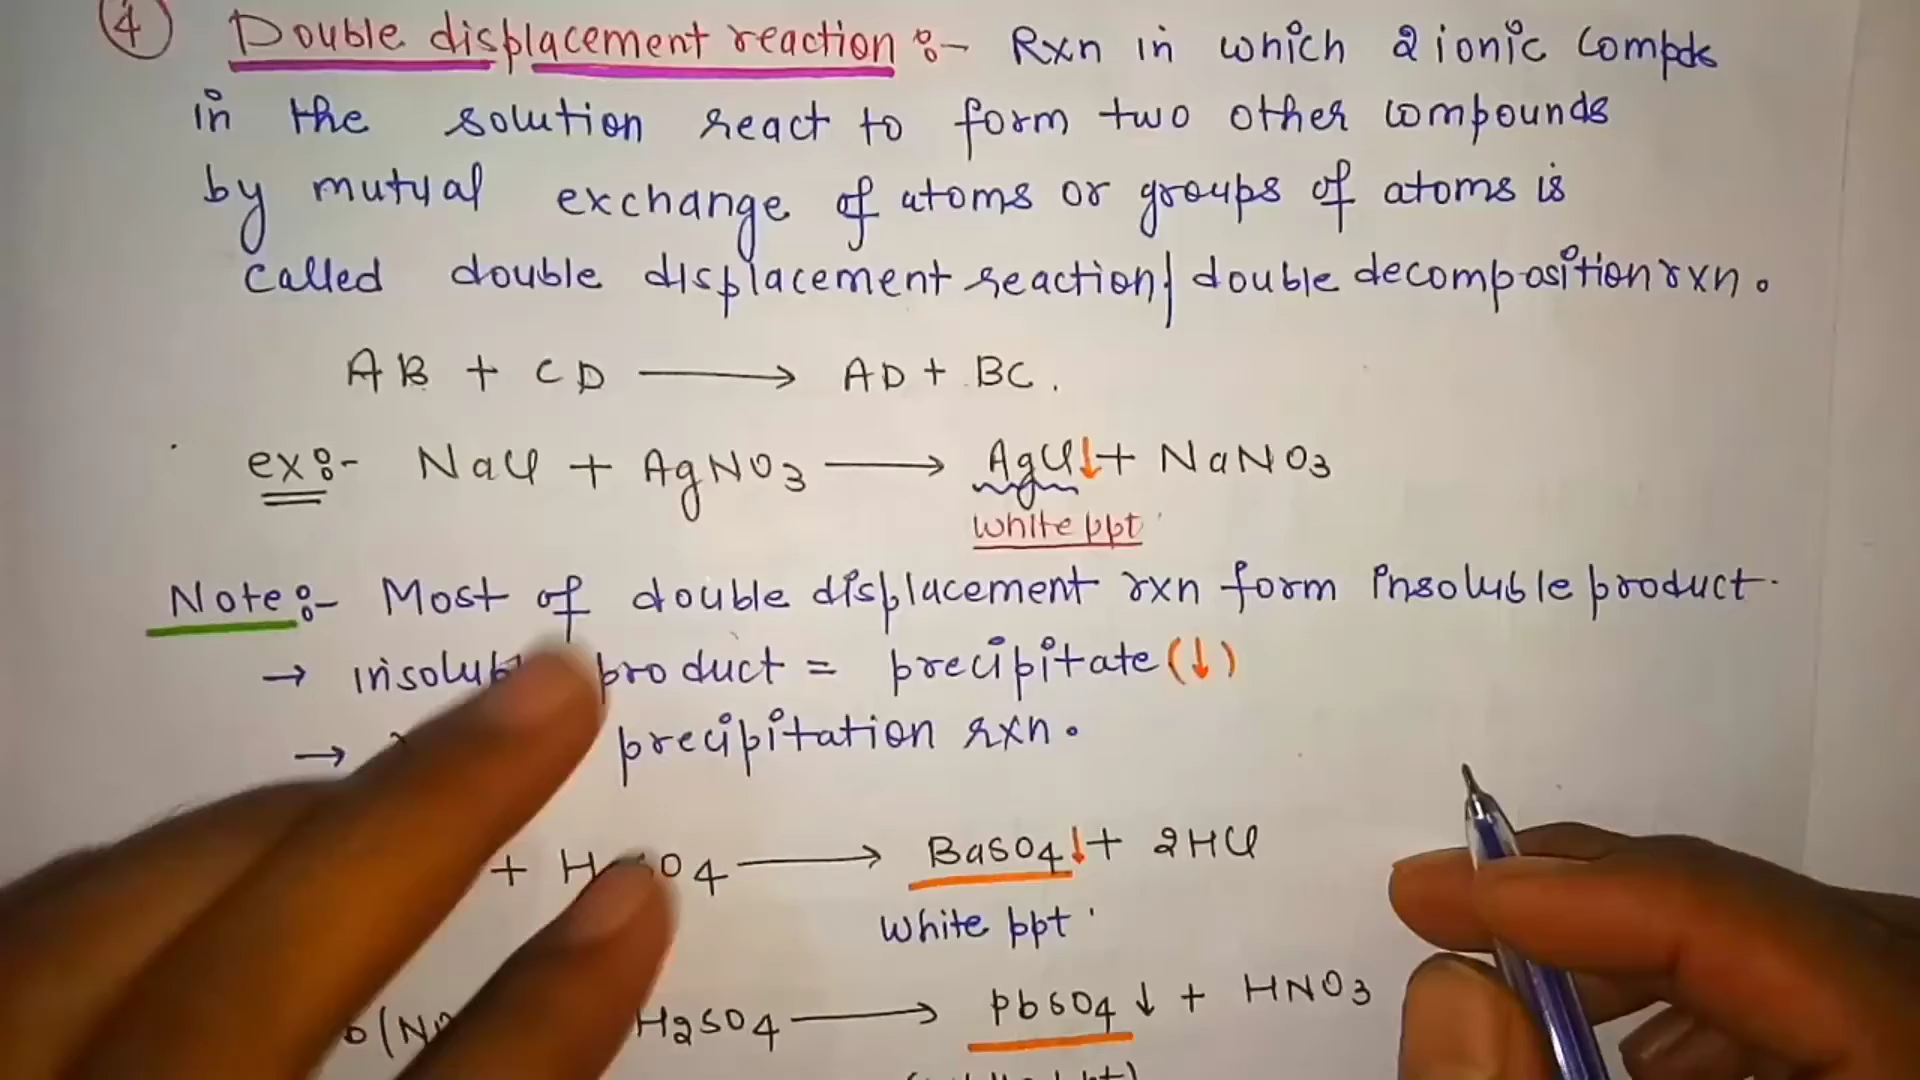 4 Double displacement reaction :- Rxn in which 2 ionic compds
in the solution react to form two other compounds
by mutual exchange of atoms or groups of atoms is
called double displacement reaction/ double decomposition rxn.
AB + CD ⟶ AD + BC.
ex:- NaCl + AgNO3 ⟶ AgCl↓ + NaNO3
white ppt
Note:- Most of double displacement rxn form insoluble product.
→ product = precipitate (↓)
→ precipitation rxn.
+ ⟶ BaSO4↓ + 2HCl
white ppt
H2SO4 ⟶ PbSO4 ↓ + HNO3